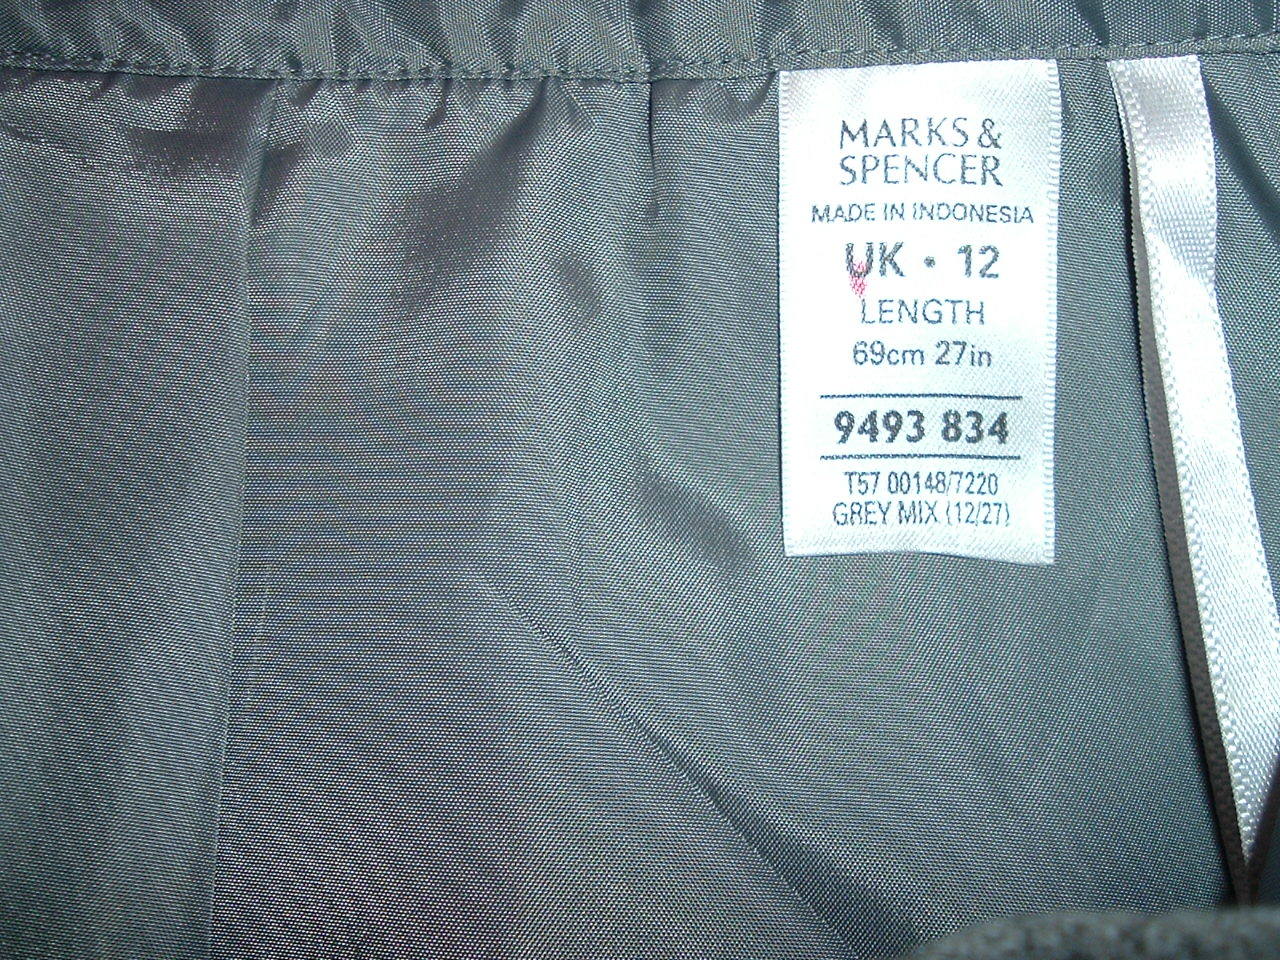 MARKS &
SPENCER
MADE IN INDONESIA
UK · 12
LENGTH
69cm 27in
9493 834
T57 00148/7220
GREY MIX (12/27)